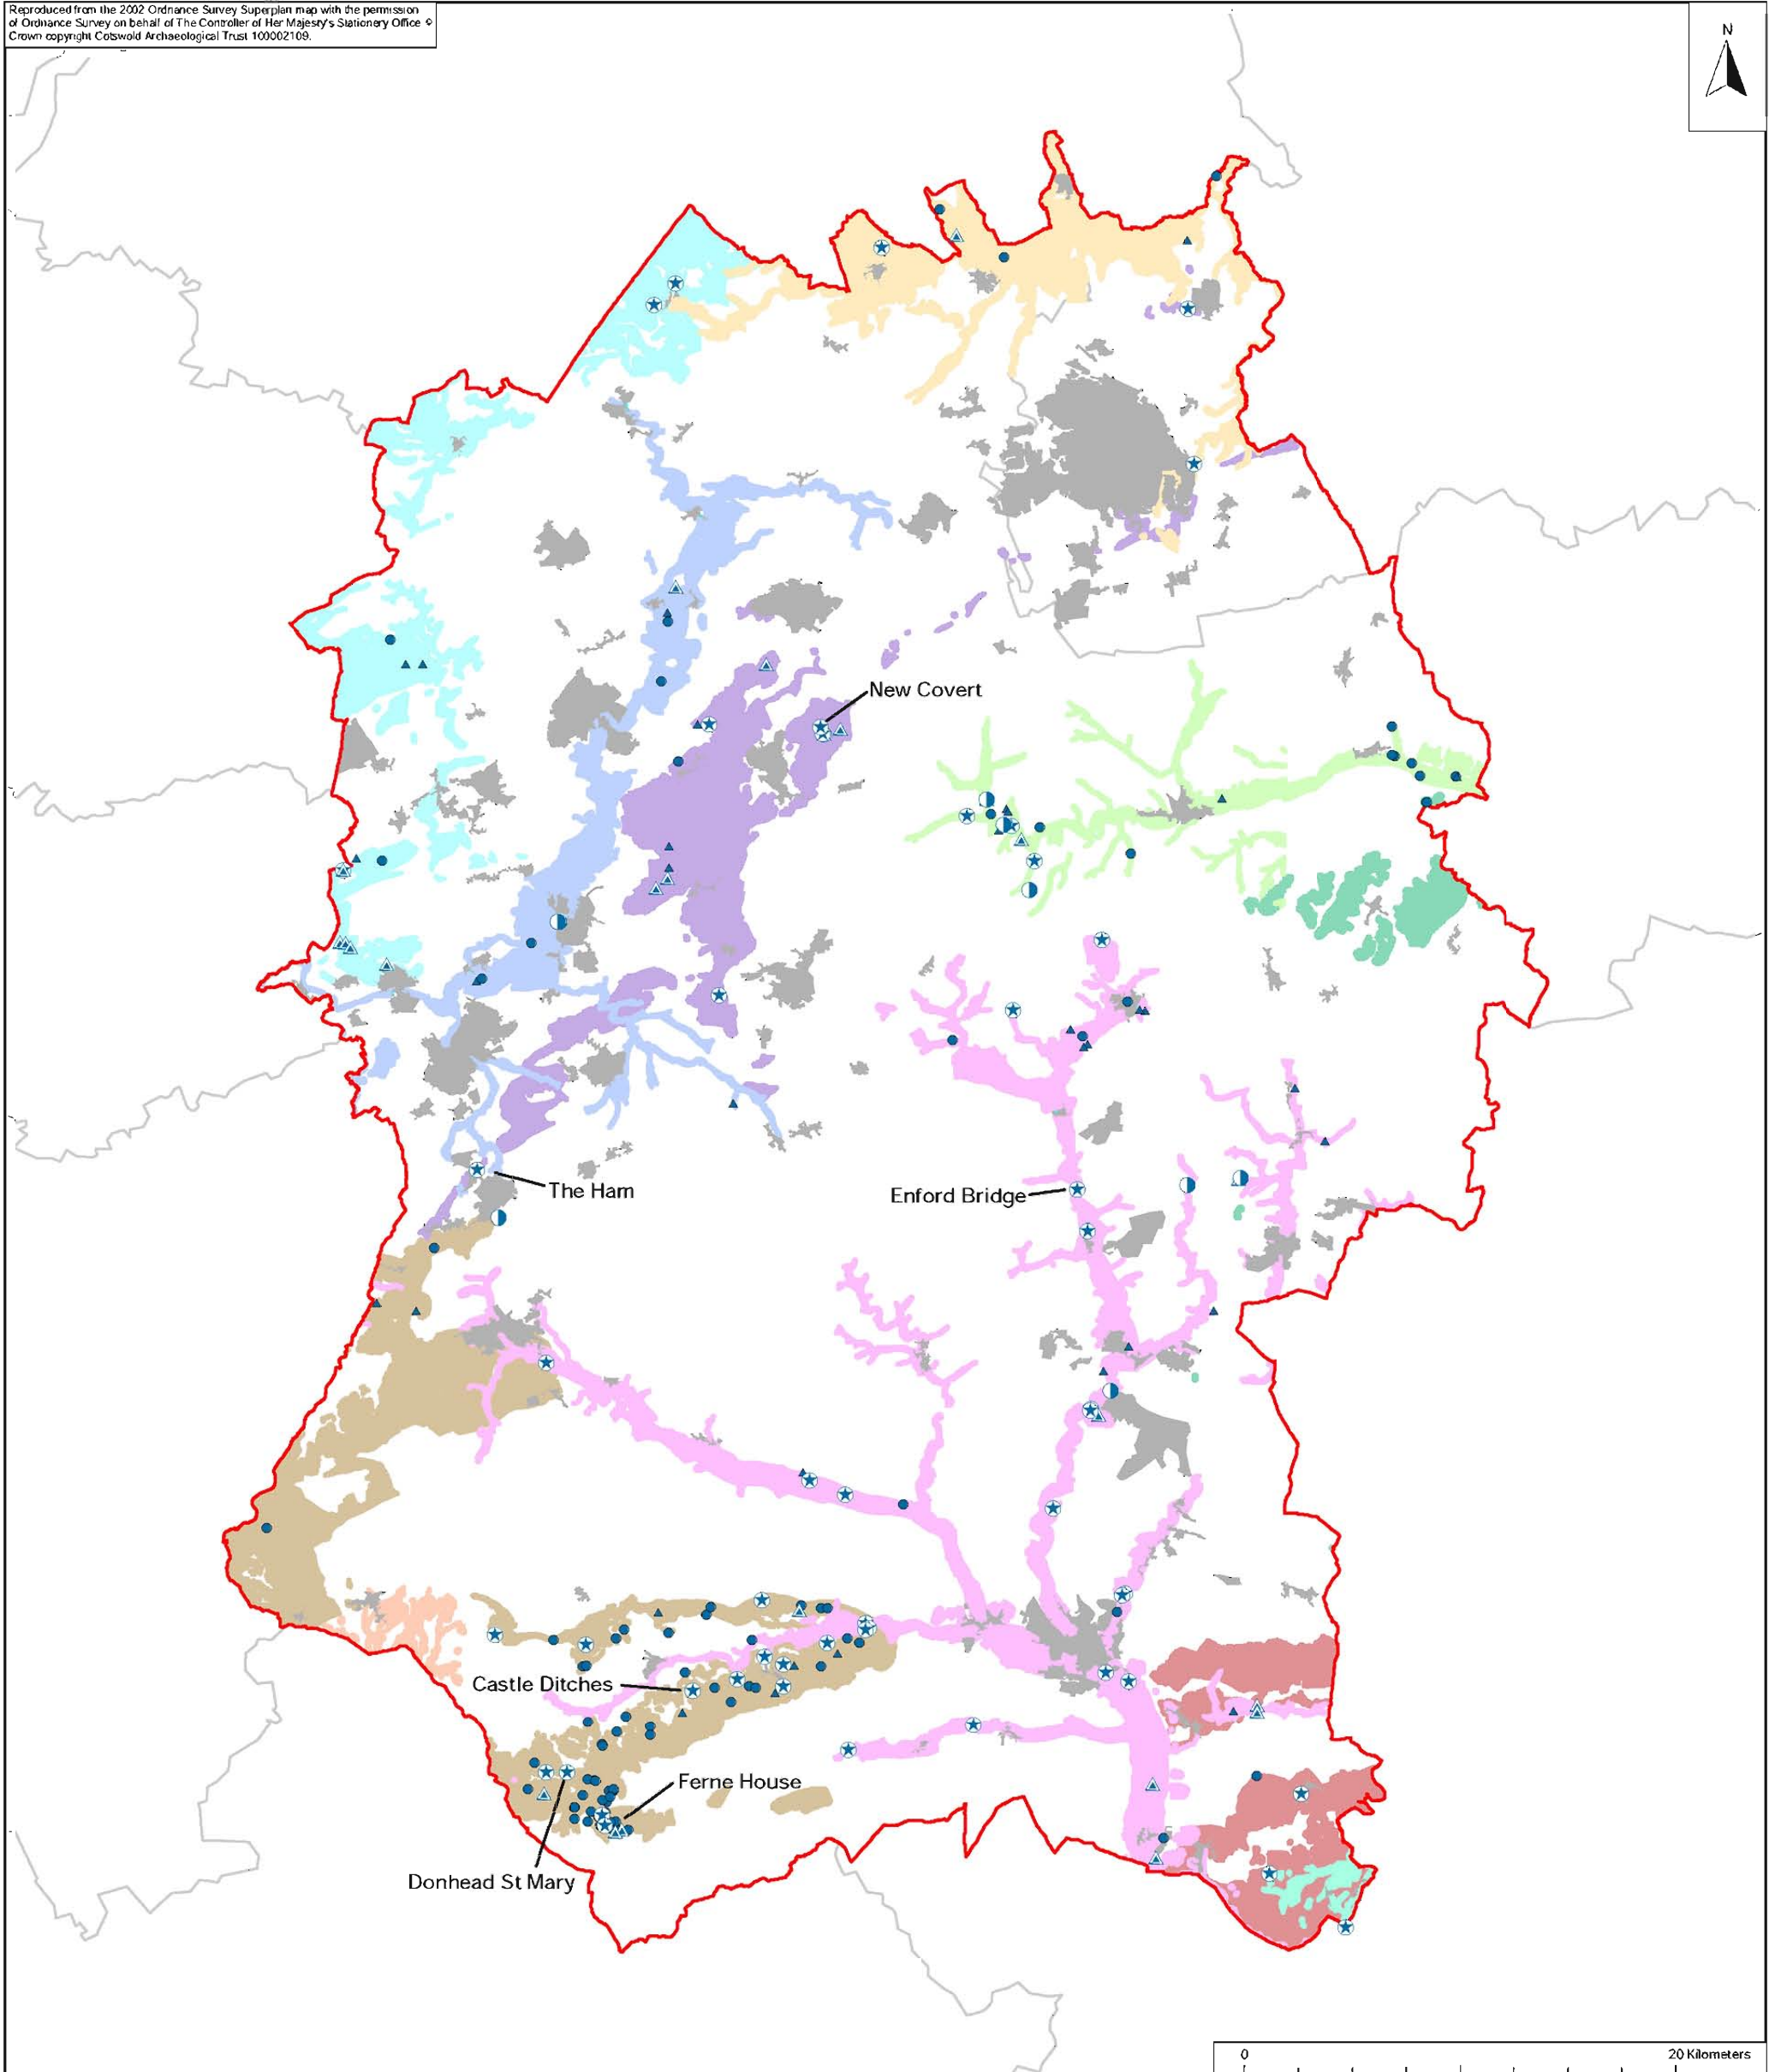 Reproduced from the 2002 Ordnance Survey Superplan map with the permission
of Ordnance Survey on behalf of The Controller of Her Majesty's Stationery Office ©
Crown copyright Cotswold Archaeological Trust 100002109.
N
New Covert
The Ham
Enford Bridge
Castle Ditches
Ferne House
Donhead St Mary
0 20 Kilometers